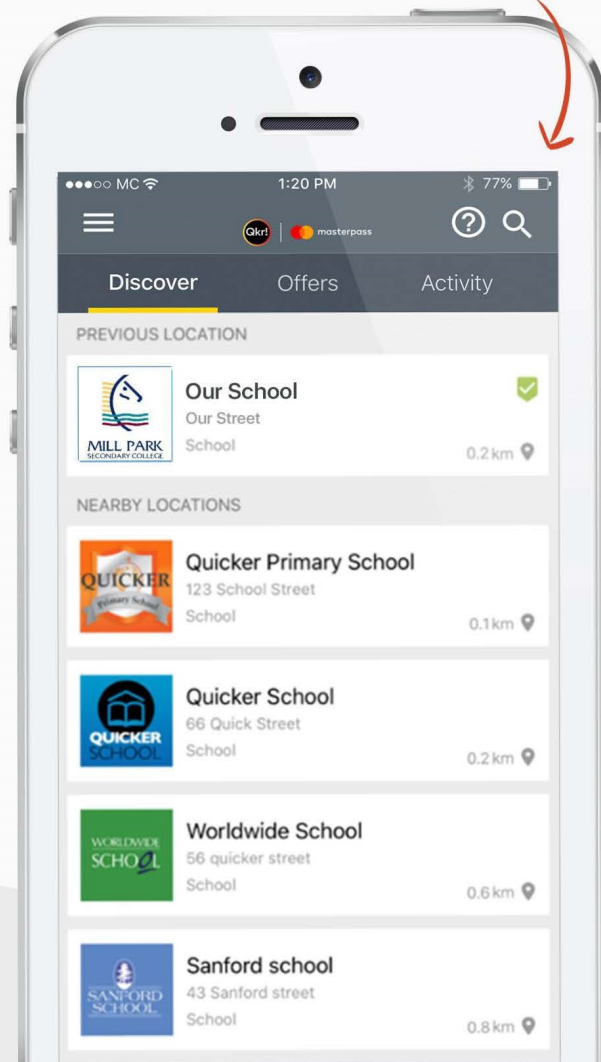 ●●●○○ MC 1:20 PM 77%
Qkr! masterpass
Discover Offers Activity
PREVIOUS LOCATION
MILL PARK
SECONDARY COLLEGE
Our School
Our Street
School
0.2 km
NEARBY LOCATIONS
QUICKER
Primary School
Quicker Primary School
123 School Street
School
0.1 km
QUICKER
SCHOOL
Quicker School
66 Quick Street
School
0.2 km
WORLDWIDE
SCHOOL
Worldwide School
56 quicker street
School
0.6 km
SANFORD
SCHOOL
Sanford school
43 Sanford street
School
0.8 km